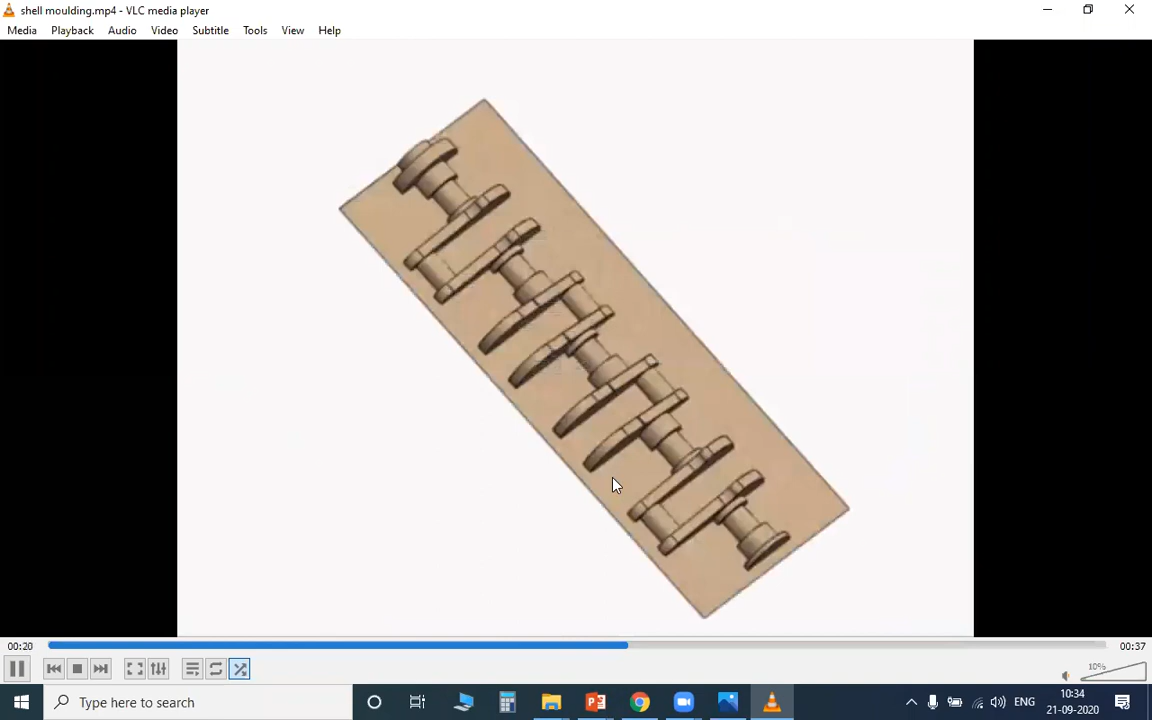 shell moulding.mp4 - VLC media player
Media Playback Audio Video Subtitle Tools View Help
00:20 00:37
10%
Type here to search
ENG
10:34
21-09-2020